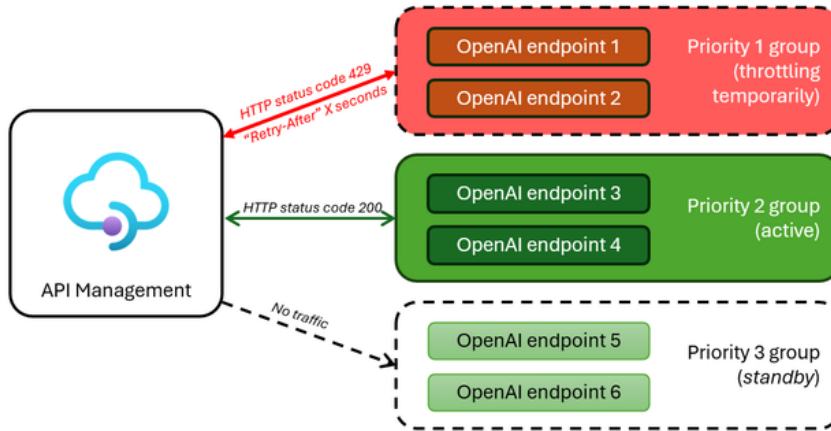 OpenAI endpoint 1
OpenAI endpoint 2
Priority 1 group
(throttling
temporarily)
HTTP status code 429
"Retry-After" X seconds
API Management
HTTP status code 200
OpenAI endpoint 3
OpenAI endpoint 4
Priority 2 group
(active)
No traffic
OpenAI endpoint 5
OpenAI endpoint 6
Priority 3 group
(standby)